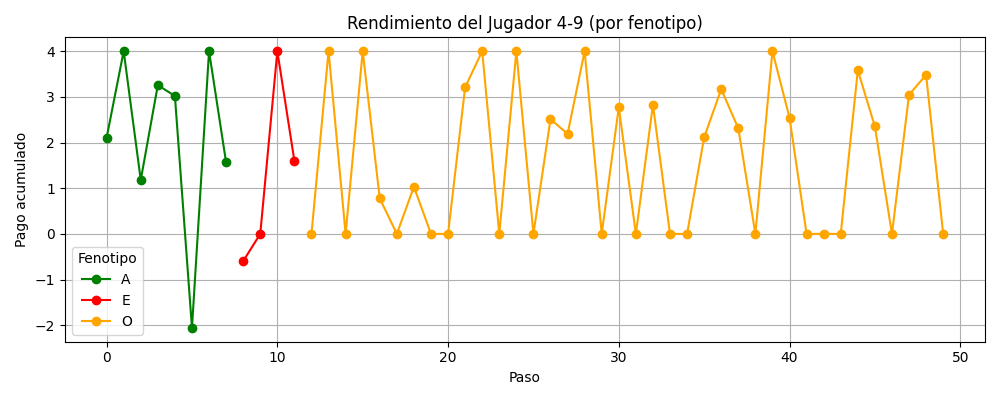 Rendimiento del Jugador 4-9 (por fenotipo)
Pago acumulado
4
3
2
1
0
−1
−2
Fenotipo
A
E
O
0
10
20
30
40
50
Paso